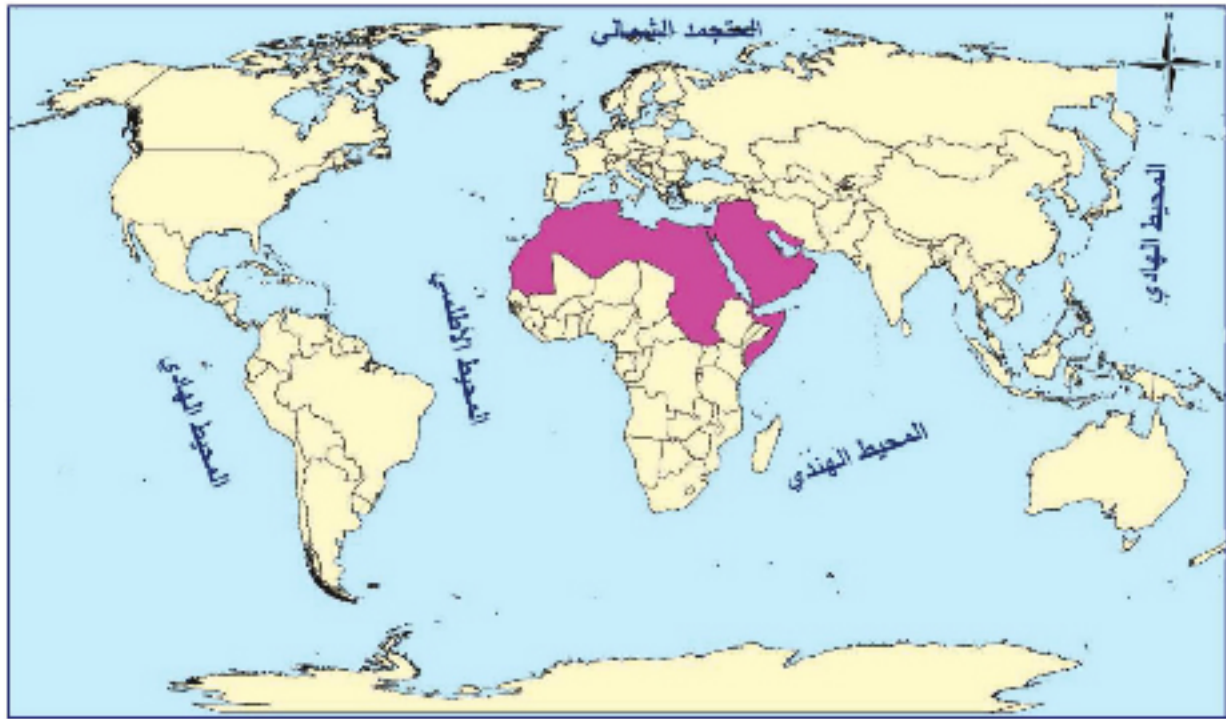 المتجمد الشمالي
المحيط الهادي
المحيط الأطلسي
المحيط الهادي
المحيط الهندي
N